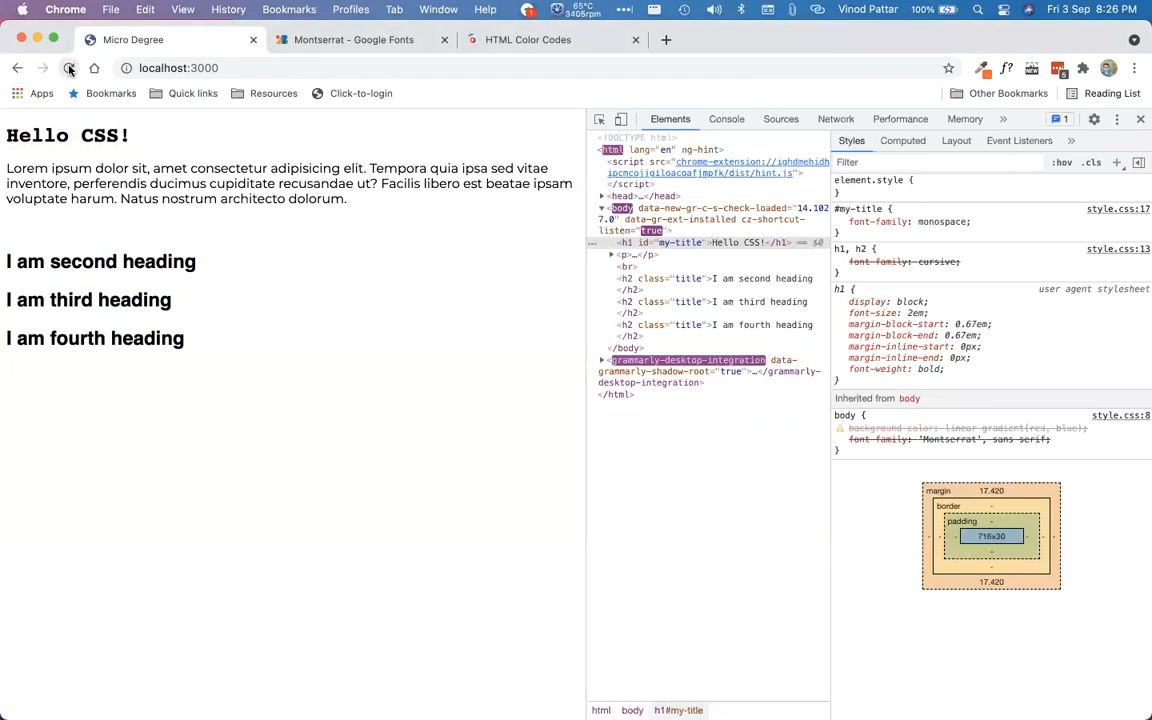 Chrome File Edit View History Bookmarks Profiles Tab Window Help 1 65°C 3405rpm Vinod Pattar 100% Fri 3 Sep 8:26 PM
Micro Degree Montserrat - Google Fonts HTML Color Codes
localhost:3000
Apps Bookmarks Quick links Resources Click-to-login Other Bookmarks Reading List
Elements Console Sources Network Performance Memory » 1
Styles Computed Layout Event Listeners »
Filter :hov .cls
Hello CSS!
Lorem ipsum dolor sit, amet consectetur adipisicing elit. Tempora quia ipsa sed vitae
inventore, perferendis ducimus cupiditate recusandae ut? Facilis libero est beatae ipsam
voluptate harum. Natus nostrum architecto dolorum.
I am second heading
I am third heading
I am fourth heading
<!DOCTYPE html>
<html lang="en" ng-hint>
<script src="chrome-extension://ighdmehidh
ipcmcojjgiloacoafjmpfk/dist/hint.js">
</script>
<head>…</head>
<body data-new-gr-c-s-check-loaded="14.102
7.0" data-gr-ext-installed cz-shortcut-
listen="true">
<h1 id="my-title">Hello CSS!</h1> == $0
<p>…</p>
<br>
<h2 class="title">I am second heading
</h2>
<h2 class="title">I am third heading
</h2>
<h2 class="title">I am fourth heading
</h2>
</body>
<grammarly-desktop-integration data-
grammarly-shadow-root="true">…</grammarly-
desktop-integration>
</html>
element.style {
}
#my-title { style.css:17
font-family: monospace;
}
h1, h2 { style.css:13
font-family: cursive;
}
h1 { user agent stylesheet
display: block;
font-size: 2em;
margin-block-start: 0.67em;
margin-block-end: 0.67em;
margin-inline-start: 0px;
margin-inline-end: 0px;
font-weight: bold;
}
Inherited from body
body { style.css:8
background-color: linear-gradient(red, blue);
font-family: 'Montserrat', sans-serif;
}
margin 17.420
border -
padding -
- - - 716x30 - - -
-
-
17.420
html body h1#my-title